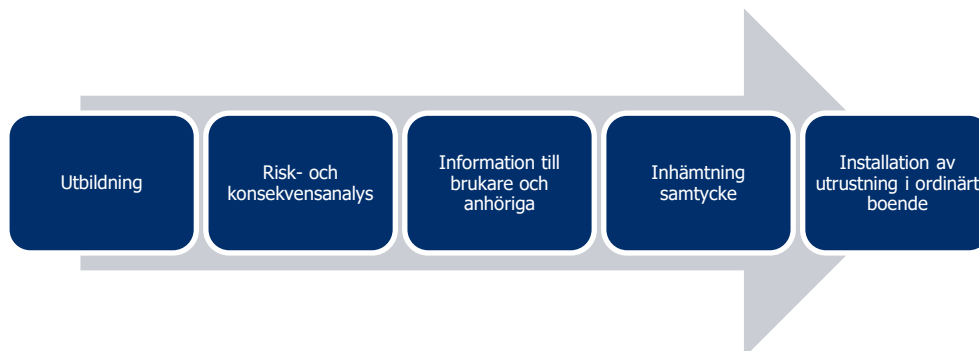 Utbildning
Risk- och
konsekvensanalys
Information till
brukare och
anhöriga
Inhämtning
samtycke
Installation av
utrustning i ordinärt
boende